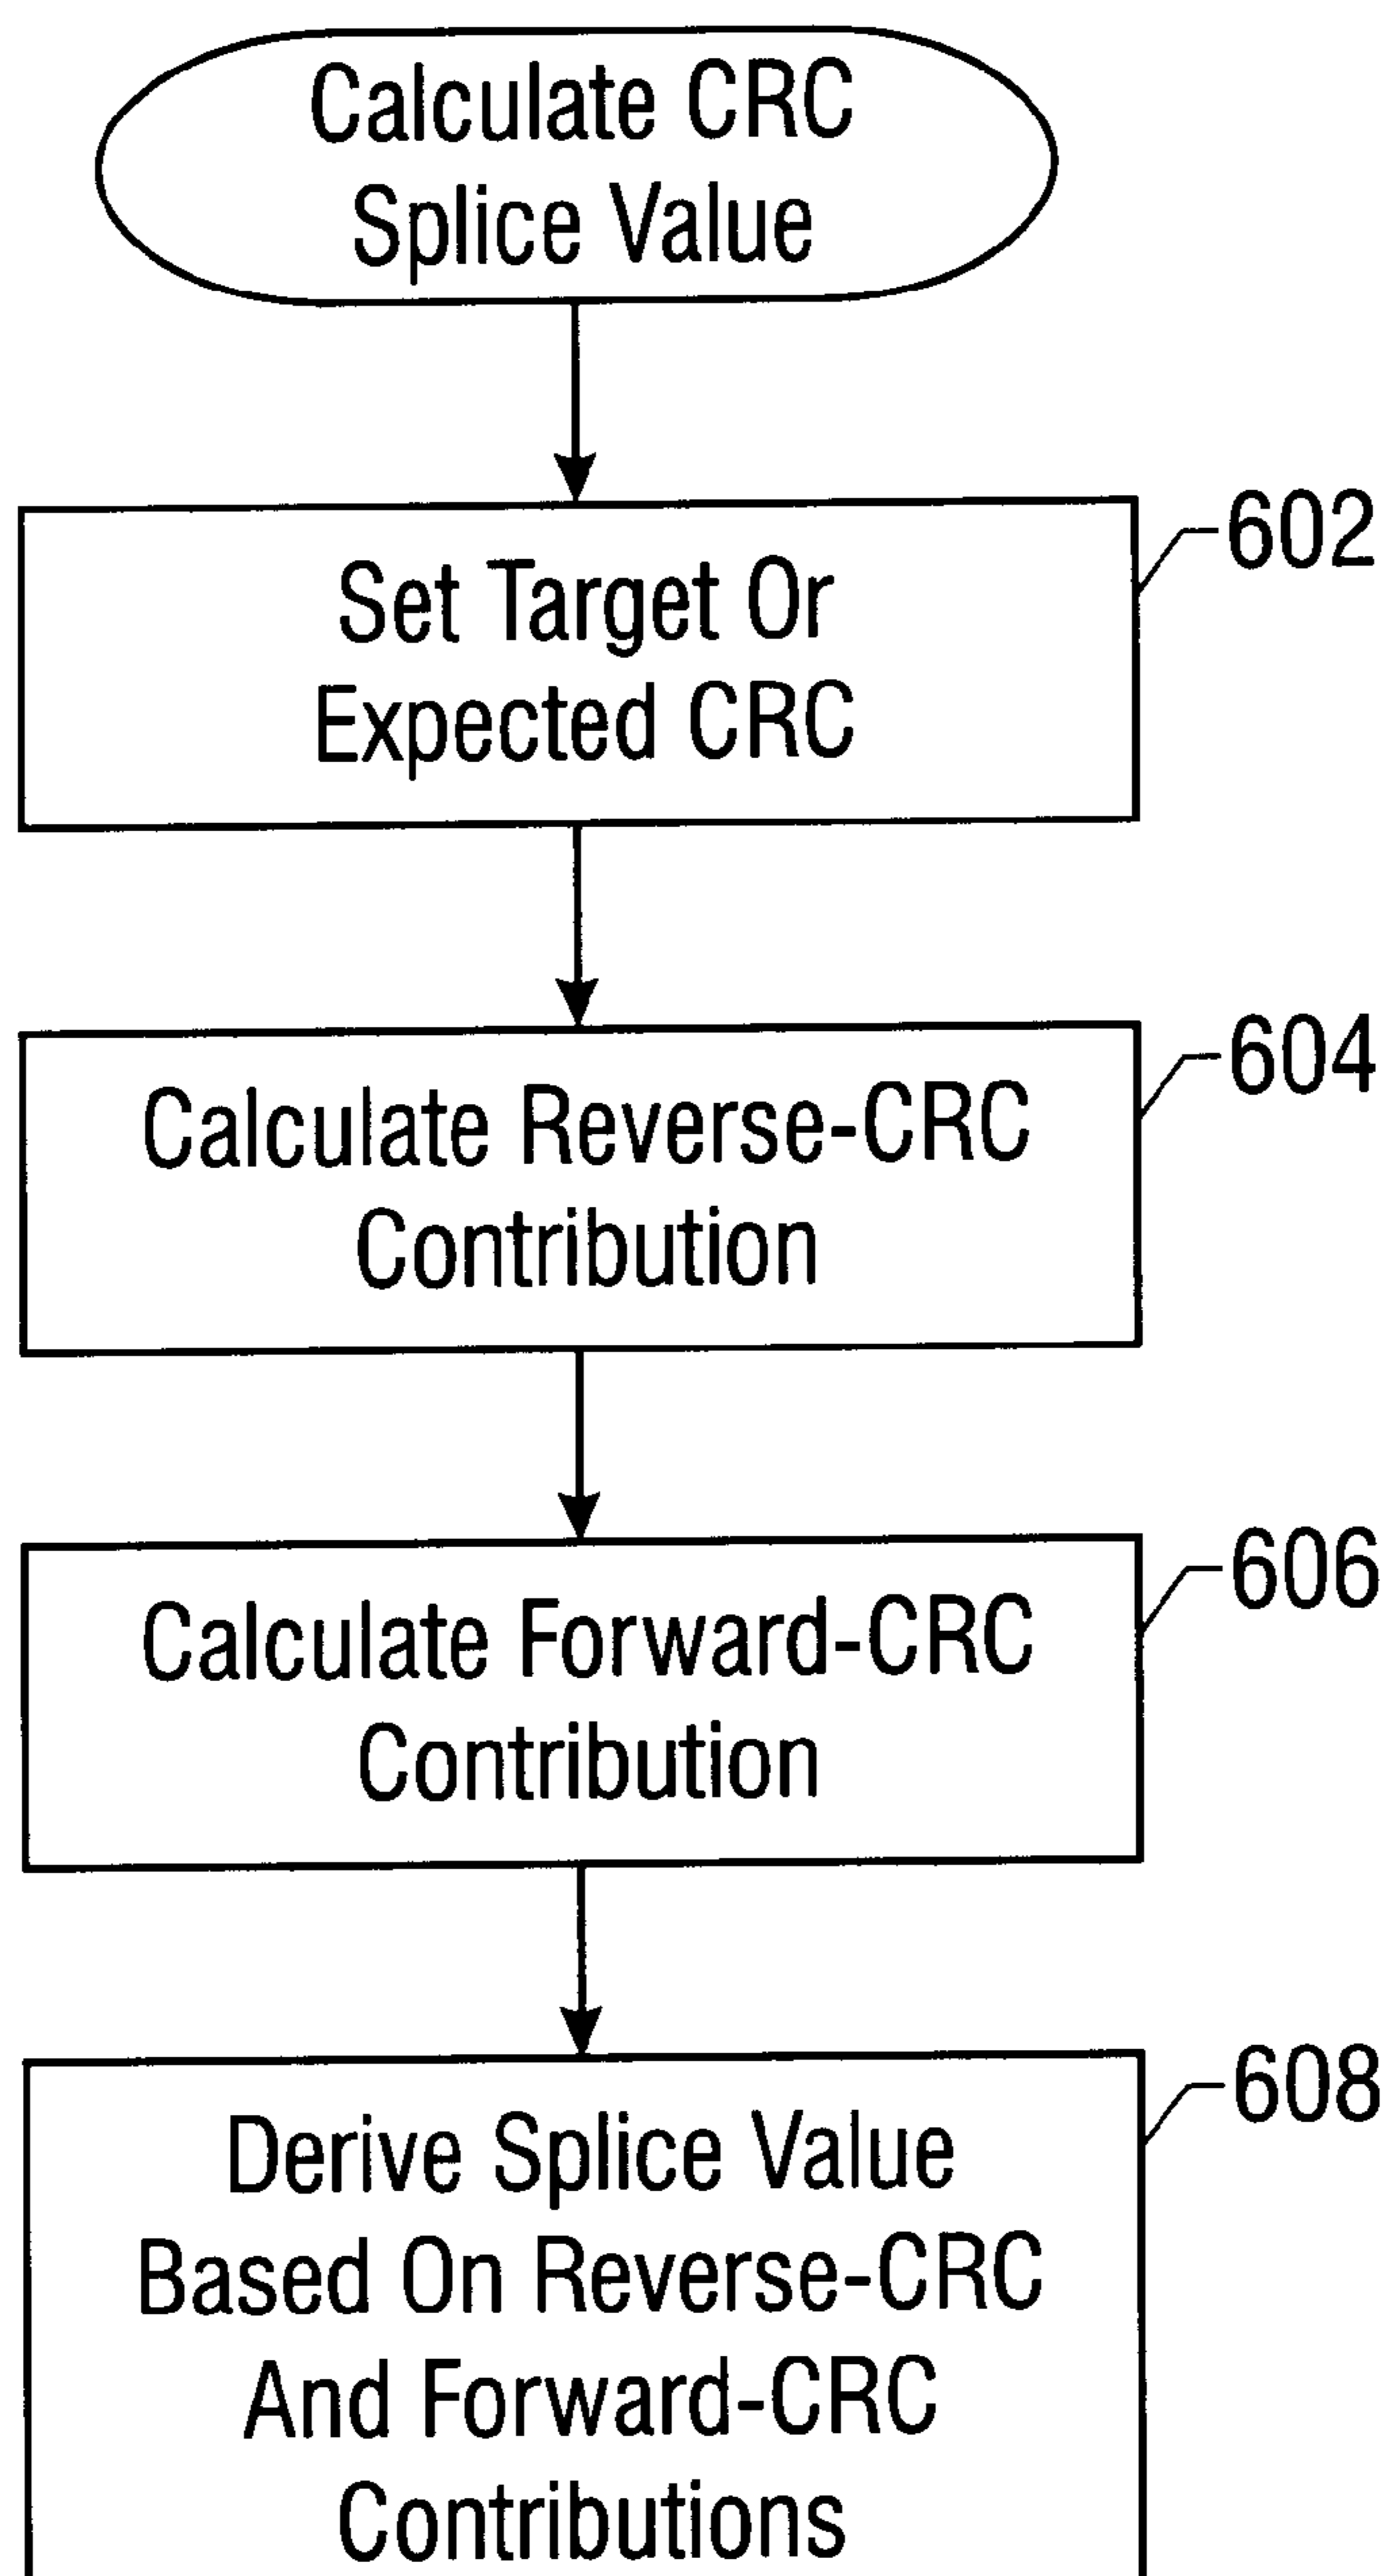 Calculate CRC
Splice Value
602
Set Target Or
Expected CRC
604
Calculate Reverse-CRC
Contribution
606
Calculate Forward-CRC
Contribution
608
Derive Splice Value
Based On Reverse-CRC
And Forward-CRC
Contributions